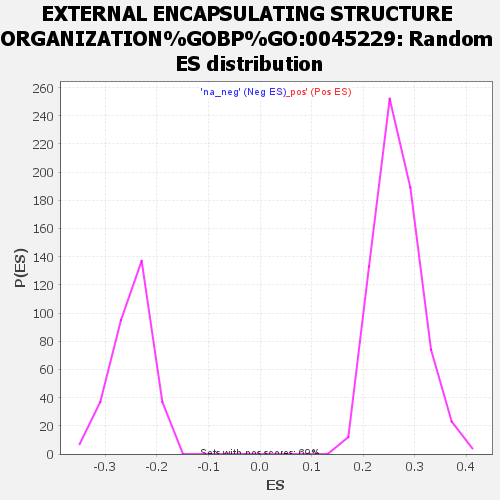 EXTERNAL ENCAPSULATING STRUCTURE
ORGANIZATION%GOBP%GO:0045229: Random
ES distribution
'na_neg' (Neg ES)_pos' (Pos ES)
260
240
220
200
180
160
140
120
100
80
60
40
20
0
P(ES)
Sets with pos scores: 69%
-0.3 -0.2 -0.1 0.0 0.1 0.2 0.3 0.4
ES